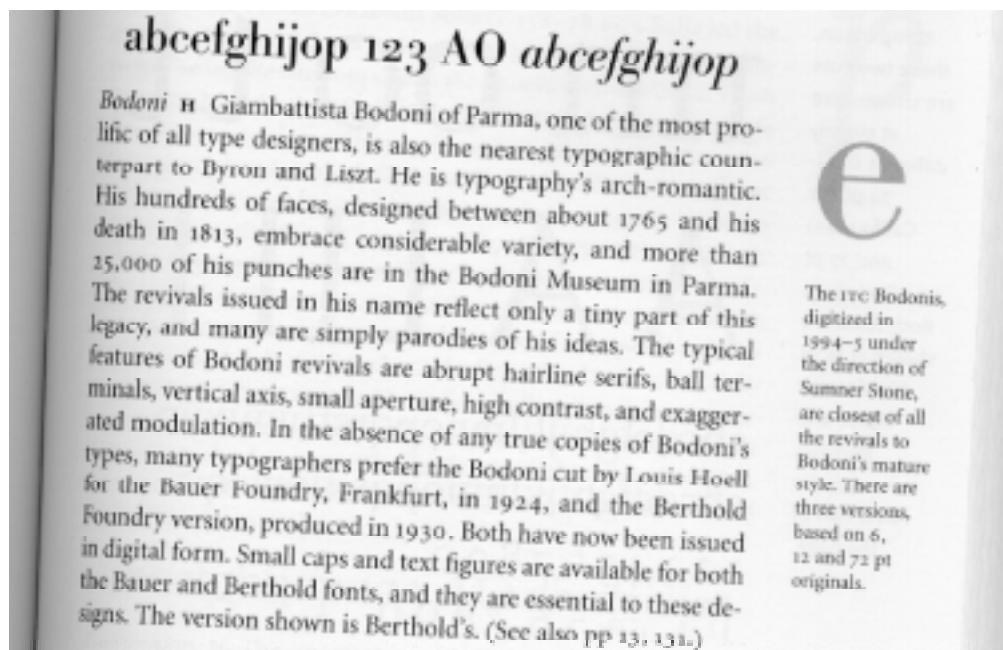 abcefghijop 123 AO abcefghijop
Bodoni H Giambattista Bodoni of Parma, one of the most pro-
lific of all type designers, is also the nearest typographic coun-
terpart to Byron and Liszt. He is typography's arch-romantic.
His hundreds of faces, designed between about 1765 and his
death in 1813, embrace considerable variety, and more than
25,000 of his punches are in the Bodoni Museum in Parma.
The revivals issued in his name reflect only a tiny part of this
legacy, and many are simply parodies of his ideas. The typical
features of Bodoni revivals are abrupt hairline serifs, ball ter-
minals, vertical axis, small aperture, high contrast, and exagger-
ated modulation. In the absence of any true copies of Bodoni's
types, many typographers prefer the Bodoni cut by Louis Hoell
for the Bauer Foundry, Frankfurt, in 1924, and the Berthold
Foundry version, produced in 1930. Both have now been issued
in digital form. Small caps and text figures are available for both
the Bauer and Berthold fonts, and they are essential to these de-
signs. The version shown is Berthold's. (See also pp 13, 131.)
e
The ITC Bodonis,
digitized in
1994–5 under
the direction of
Sumner Stone,
are closest of all
the revivals to
Bodoni's mature
style. There are
three versions,
based on 6,
12 and 72 pt
originals.